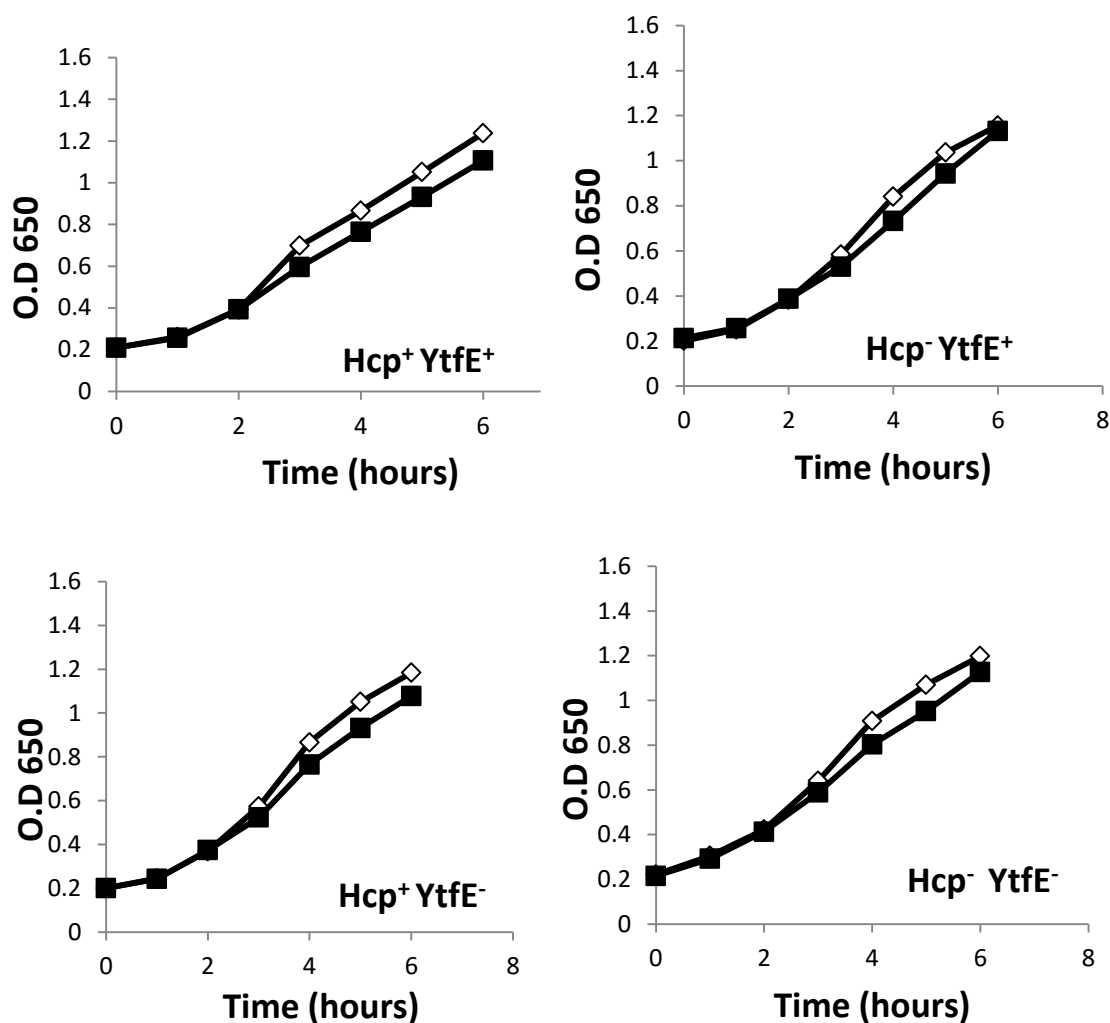 1.6
1.4
1.2
1
0.8
0.6
0.4
0.2
0
O.D 650
Hcp⁺ YtfE⁺
0 2 4 6
Time (hours)
1.6
1.4
1.2
1
0.8
0.6
0.4
0.2
0
O.D 650
Hcp⁻ YtfE⁺
0 2 4 6 8
Time (hours)
1.6
1.4
1.2
1
0.8
0.6
0.4
0.2
0
O.D 650
Hcp⁺ YtfE⁻
0 2 4 6 8
Time (hours)
1.6
1.4
1.2
1
0.8
0.6
0.4
0.2
0
O.D 650
Hcp⁻ YtfE⁻
0 2 4 6 8
Time (hours)